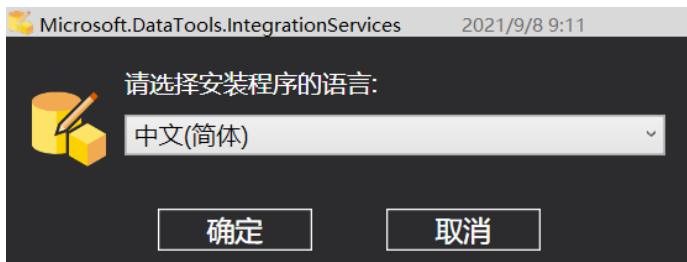 Microsoft.DataTools.IntegrationServices 2021/9/8 9:11
请选择安装程序的语言:
中文(简体)
确定 取消